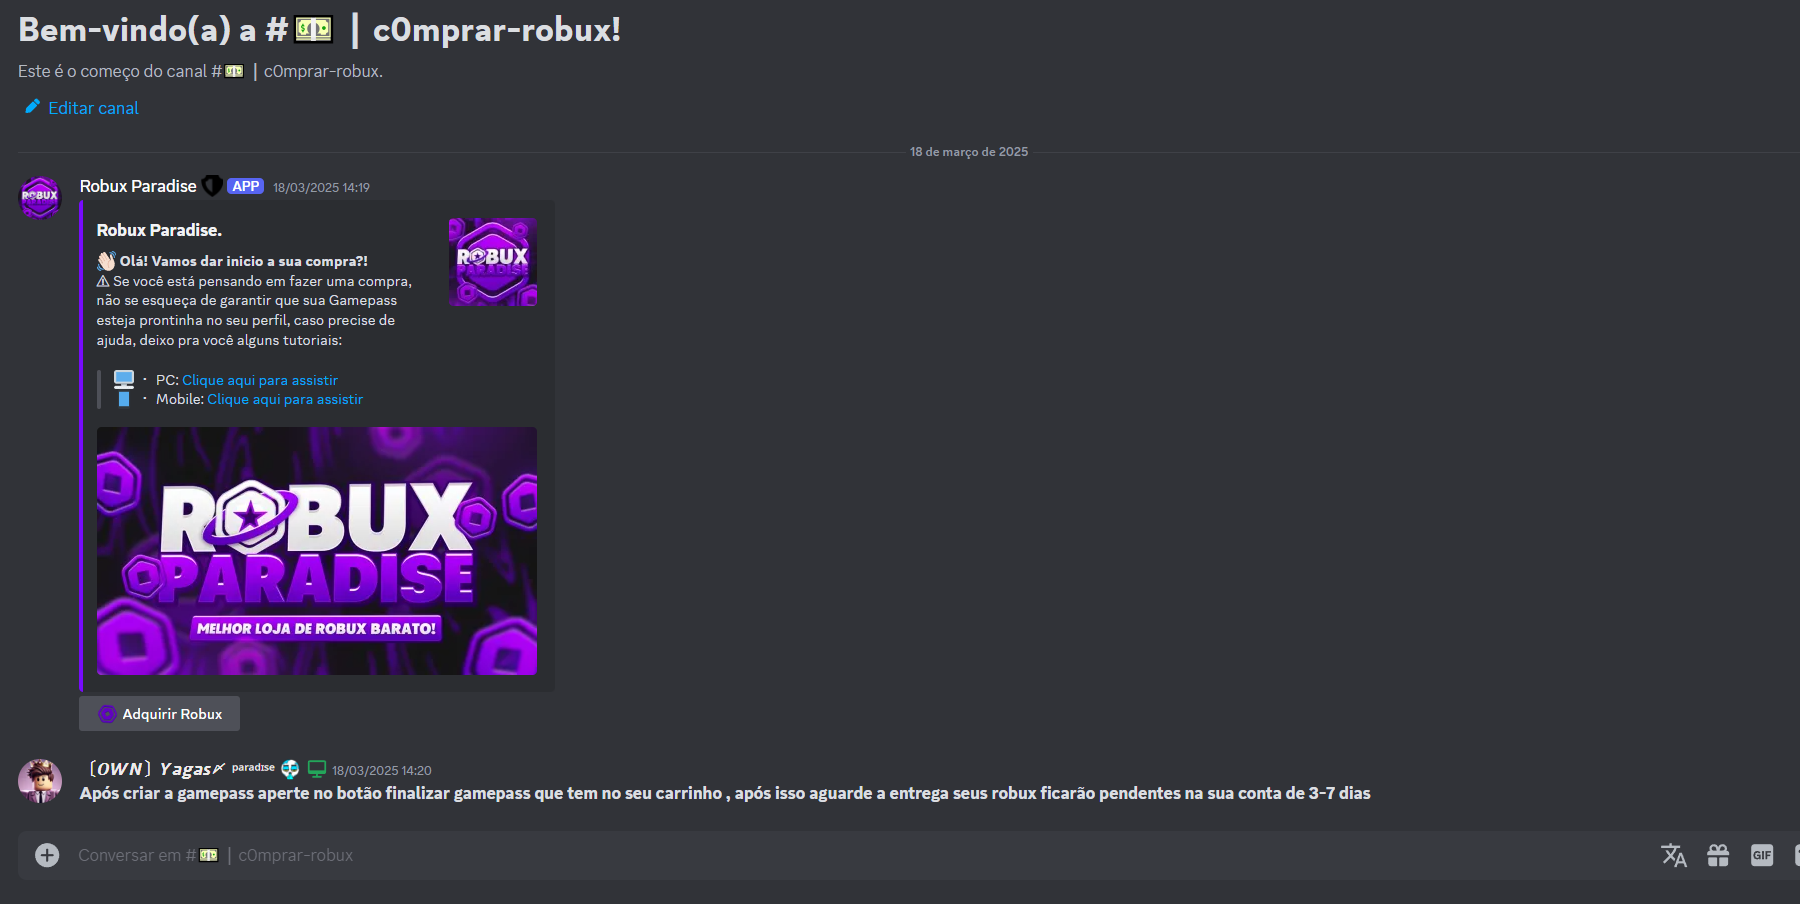 Bem-vindo(a) a #💵 | c0mprar-robux!
Este é o começo do canal #💵 | c0mprar-robux.
Editar canal
18 de março de 2025
Robux Paradise APP 18/03/2025 14:19
Robux Paradise.
👋🏻 Olá! Vamos dar inicio a sua compra?!
⚠ Se você está pensando em fazer uma compra,
não se esqueça de garantir que sua Gamepass
esteja prontinha no seu perfil, caso precise de
ajuda, deixo pra você alguns tutoriais:
ROBUX
PARADISE
· PC: Clique aqui para assistir
· Mobile: Clique aqui para assistir
ROBUX
PARADISE
MELHOR LOJA DE ROBUX BARATO!
Adquirir Robux
〔𝙊𝙒𝙉〕𝙔𝙖𝙜𝙖𝙨〆 ᵖᵃʳᵃᵈᶦˢᵉ 18/03/2025 14:20
Após criar a gamepass aperte no botão finalizar gamepass que tem no seu carrinho , após isso aguarde a entrega seus robux ficarão pendentes na sua conta de 3-7 dias
Conversar em #💵 | c0mprar-robux
GIF